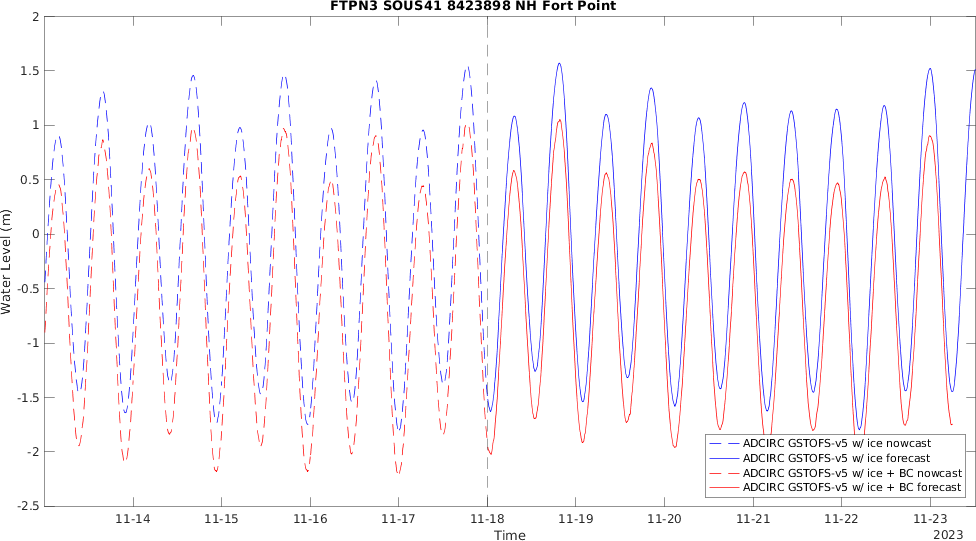 FTPN3 SOUS41 8423898 NH Fort Point
2
1.5
1
0.5
0
-0.5
-1
-1.5
-2
-2.5
Water Level (m)
11-14 11-15 11-16 11-17 11-18 11-19 11-20 11-21 11-22 11-23
Time
2023
ADCIRC GSTOFS-v5 w/ ice nowcast
ADCIRC GSTOFS-v5 w/ ice forecast
ADCIRC GSTOFS-v5 w/ ice + BC nowcast
ADCIRC GSTOFS-v5 w/ ice + BC forecast